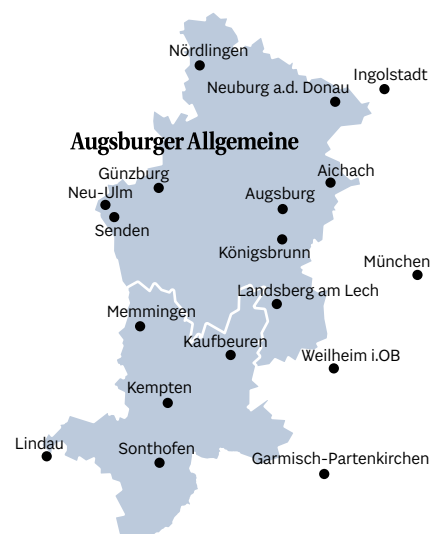 Nördlingen
Ingolstadt
Neuburg a.d. Donau
Augsburger Allgemeine
Günzburg
Aichach
Neu-Ulm
Augsburg
Senden
Königsbrunn
München
Landsberg am Lech
Memmingen
Kaufbeuren
Weilheim i.OB
Kempten
Lindau
Sonthofen
Garmisch-Partenkirchen